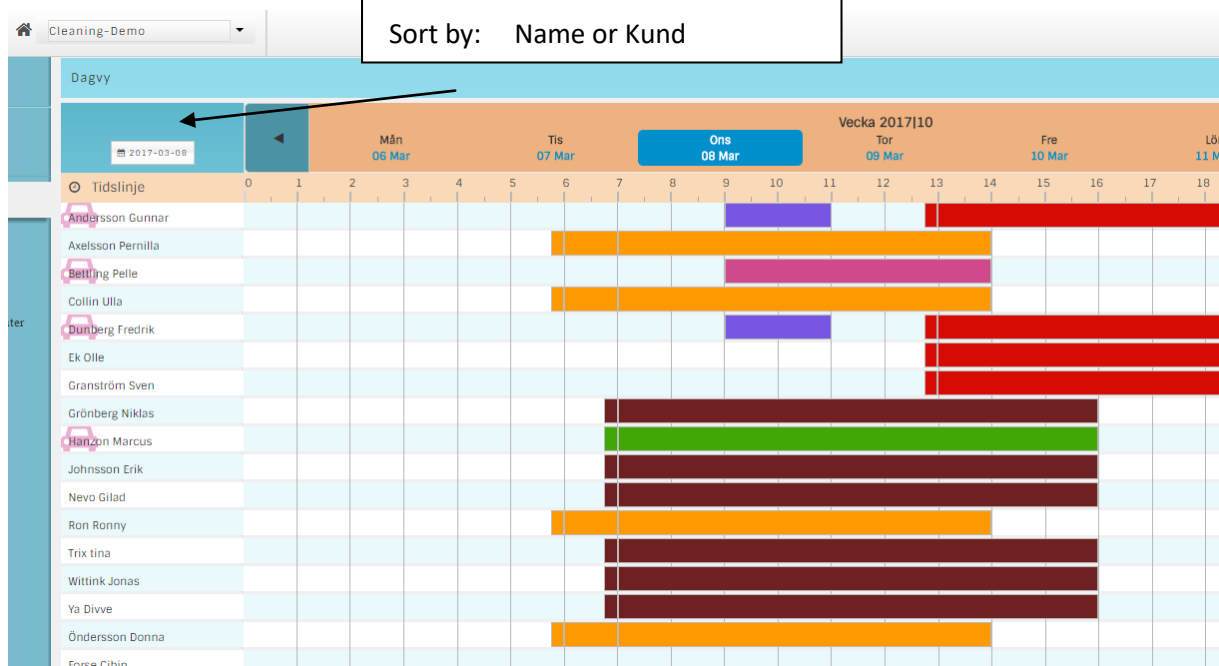 Sort by: Name or Kund
Cleaning-Demo
Dagvy
Vecka 2017|10
Mån Tis Ons Tor Fre Lö
06 Mar 07 Mar 08 Mar 09 Mar 10 Mar 11 M
2017-03-08
Tidslinje 0 1 2 3 4 5 6 7 8 9 10 11 12 13 14 15 16 17 18
Andersson Gunnar
Axelsson Pernilla
Bettling Pelle
Collin Ulla
ter
Dunberg Fredrik
Ek Olle
Granström Sven
Grönberg Niklas
Hanzon Marcus
Johnsson Erik
Nevo Gilad
Ron Ronny
Trix tina
Wittink Jonas
Ya Divve
Öndersson Donna